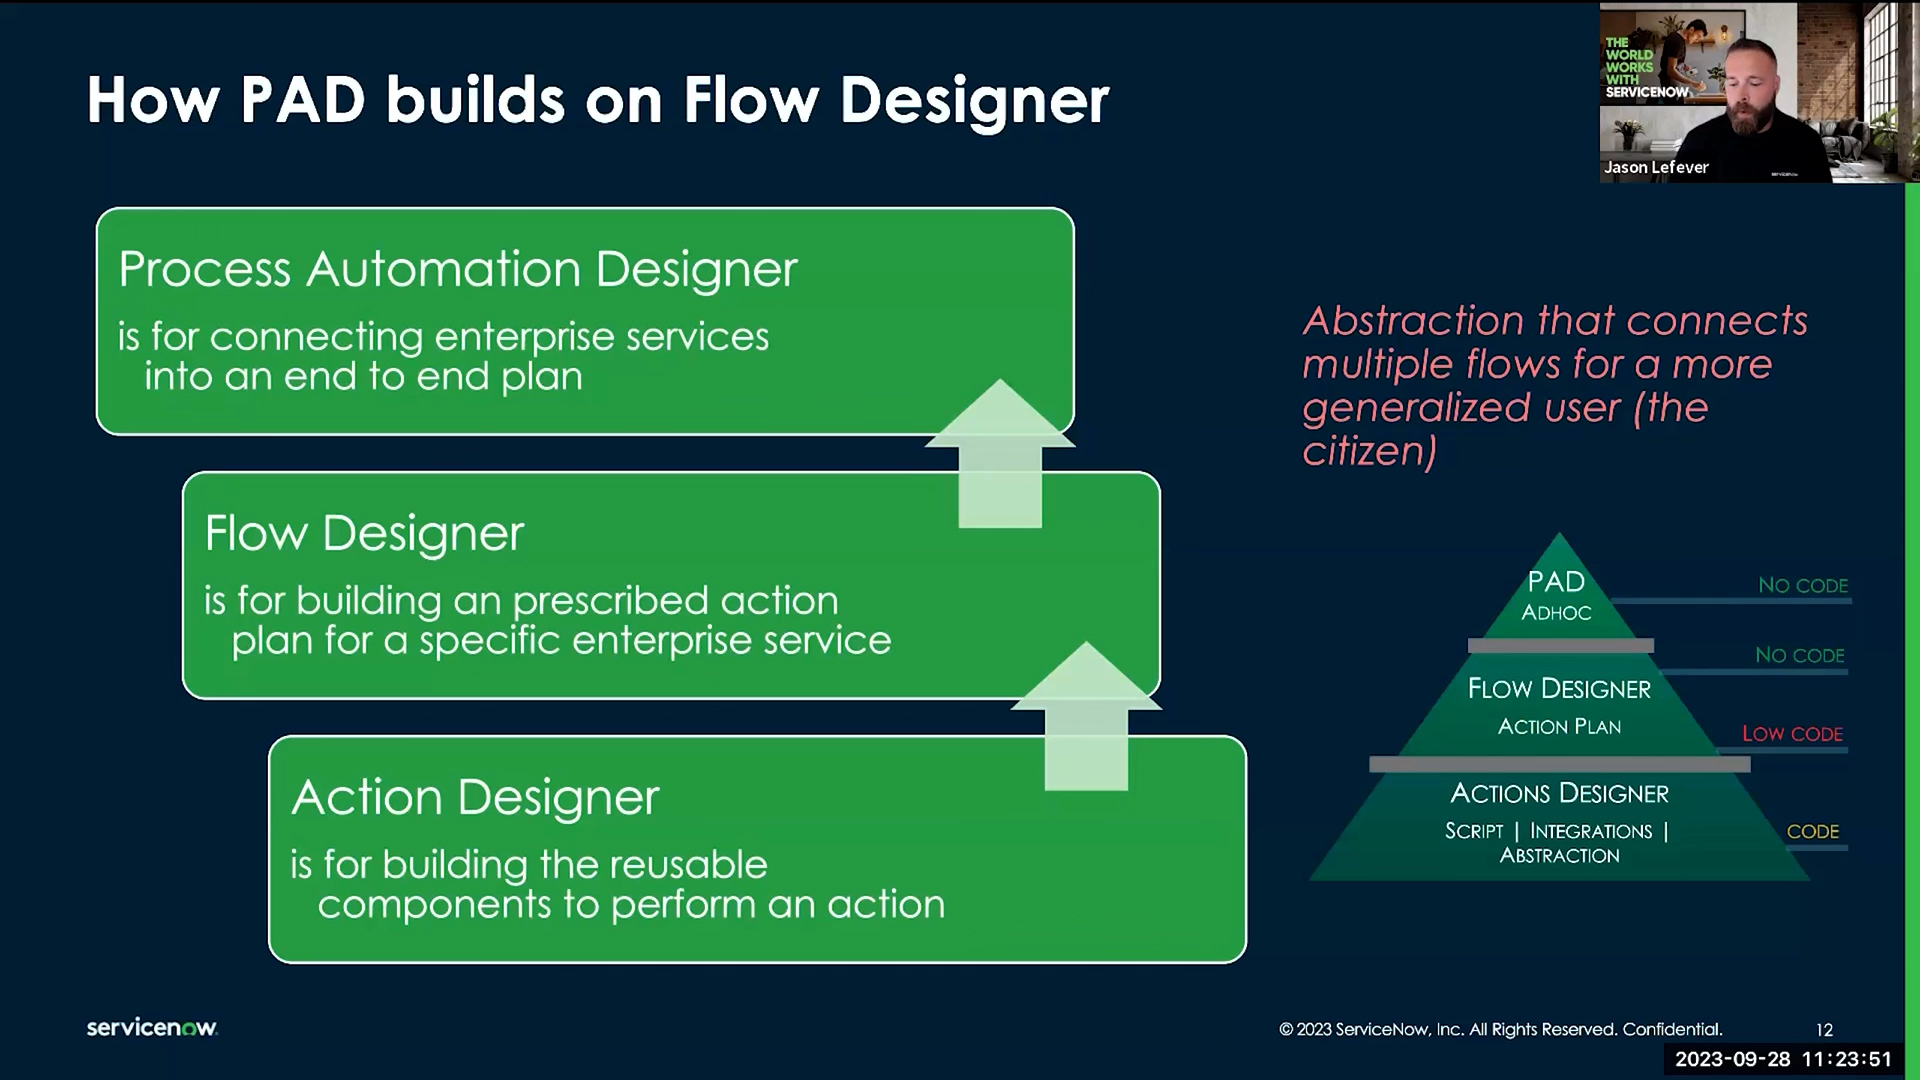 How PAD builds on Flow Designer
THE
WORLD
WORKS
WITH
SERVICENOW
Jason Lefever
servicenow
Process Automation Designer
is for connecting enterprise services
into an end to end plan
Flow Designer
is for building an prescribed action
plan for a specific enterprise service
Action Designer
is for building the reusable
components to perform an action
Abstraction that connects
multiple flows for a more
generalized user (the
citizen)
PAD
ADHOC
NO CODE
NO CODE
FLOW DESIGNER
ACTION PLAN
LOW CODE
ACTIONS DESIGNER
SCRIPT | INTEGRATIONS |
ABSTRACTION
CODE
servicenow
© 2023 ServiceNow, Inc. All Rights Reserved. Confidential.
12
2023-09-28 11:23:51